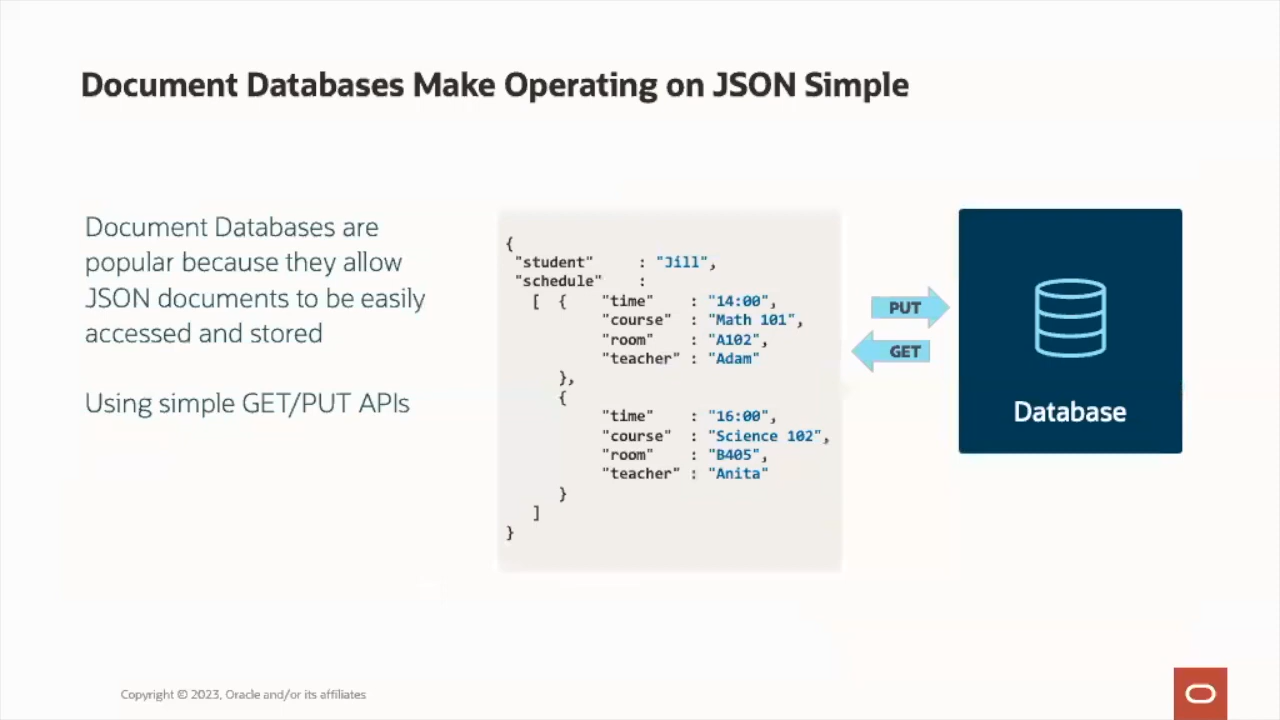 Document Databases Make Operating on JSON Simple
Document Databases are
popular because they allow
JSON documents to be easily
accessed and stored
Using simple GET/PUT APIs
{
"student" : "Jill",
"schedule" :
[ { "time" : "14:00",
"course" : "Math 101",
"room" : "A102",
"teacher" : "Adam"
},
{
"time" : "16:00",
"course" : "Science 102",
"room" : "B405",
"teacher" : "Anita"
}
]
}
PUT
GET
Database
Copyright © 2023, Oracle and/or its affiliates